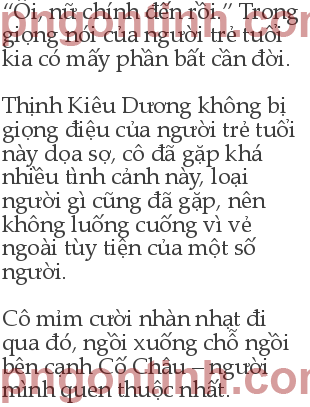 “Ôi, nữ chính đến rồi.” Trong
giọng nói của người trẻ tuổi
kia có mấy phần bất cần đời.
Thịnh Kiêu Dương không bị
giọng điệu của người trẻ tuổi
này dọa sợ, cô đã gặp khá
nhiều tình cảnh này, loại
người gì cũng đã gặp, nên
không luống cuống vì vẻ
ngoài tùy tiện của một số
người.
Cô mỉm cười nhàn nhạt đi
qua đó, ngồi xuống chỗ ngồi
bên cạnh Cố Châu – người
mình quen thuộc nhất.